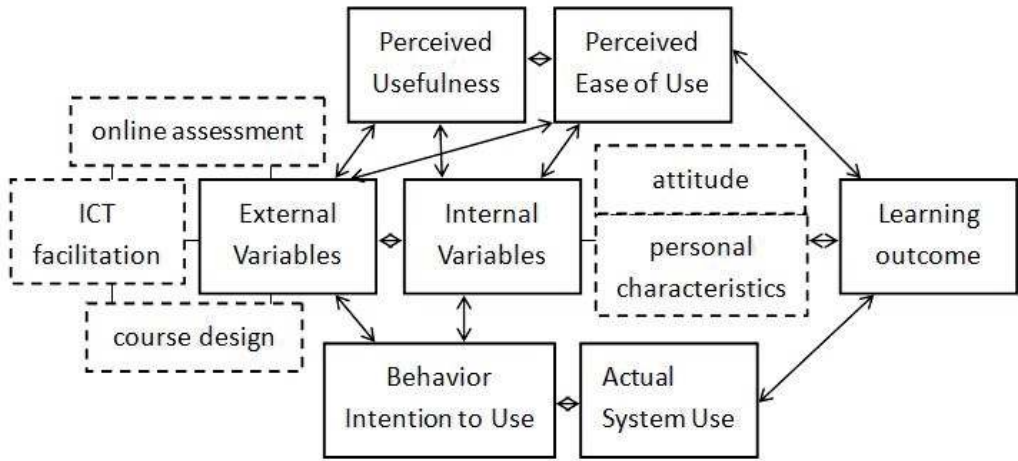 Perceived
Usefulness
Perceived
Ease of Use
online assessment
ICT
facilitation
course design
External
Variables
Internal
Variables
attitude
personal
characteristics
Learning
outcome
Behavior
Intention to Use
Actual
System Use